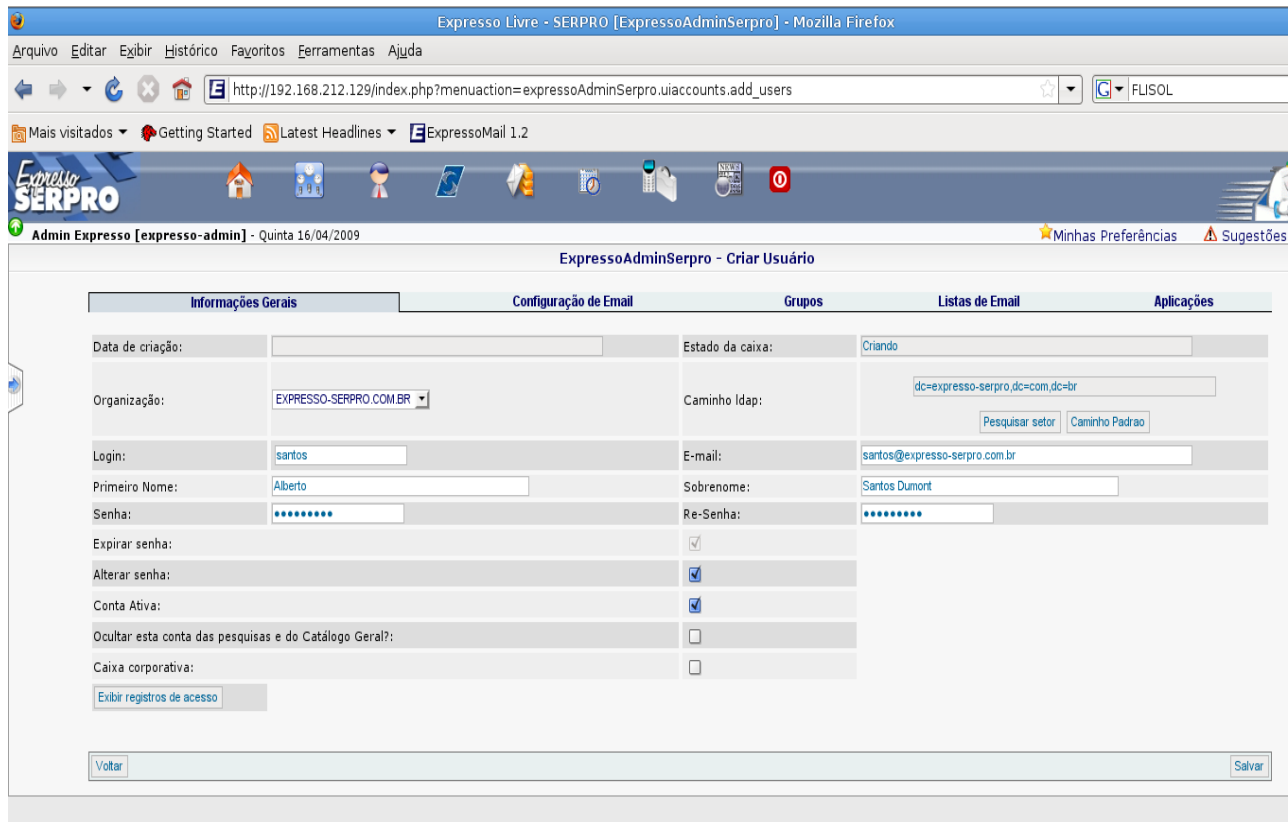 Expresso Livre - SERPRO [ExpressoAdminSerpro] - Mozilla Firefox
Arquivo Editar Exibir Histórico Favoritos Ferramentas Ajuda
http://192.168.212.129/index.php?menuaction=expressoAdminSerpro.uiaccounts.add_users G FLISOL
Mais visitados Getting Started Latest Headlines ExpressoMail 1.2
Expresso
SERPRO
NEWS
Admin Expresso [expresso-admin] - Quinta 16/04/2009 Minhas Preferências Sugestões
ExpressoAdminSerpro - Criar Usuário
Informações Gerais Configuração de Email Grupos Listas de Email Aplicações
Data de criação: Estado da caixa: Criando
Organização: EXPRESSO-SERPRO.COM.BR Caminho ldap: dc=expresso-serpro,dc=com,dc=br
Pesquisar setor Caminho Padrao
Login: santos E-mail: santos@expresso-serpro.com.br
Primeiro Nome: Alberto Sobrenome: Santos Dumont
Senha: ••••••••• Re-Senha: •••••••••
Expirar senha:
Alterar senha:
Conta Ativa:
Ocultar esta conta das pesquisas e do Catálogo Geral?:
Caixa corporativa:
Exibir registros de acesso
Voltar Salvar